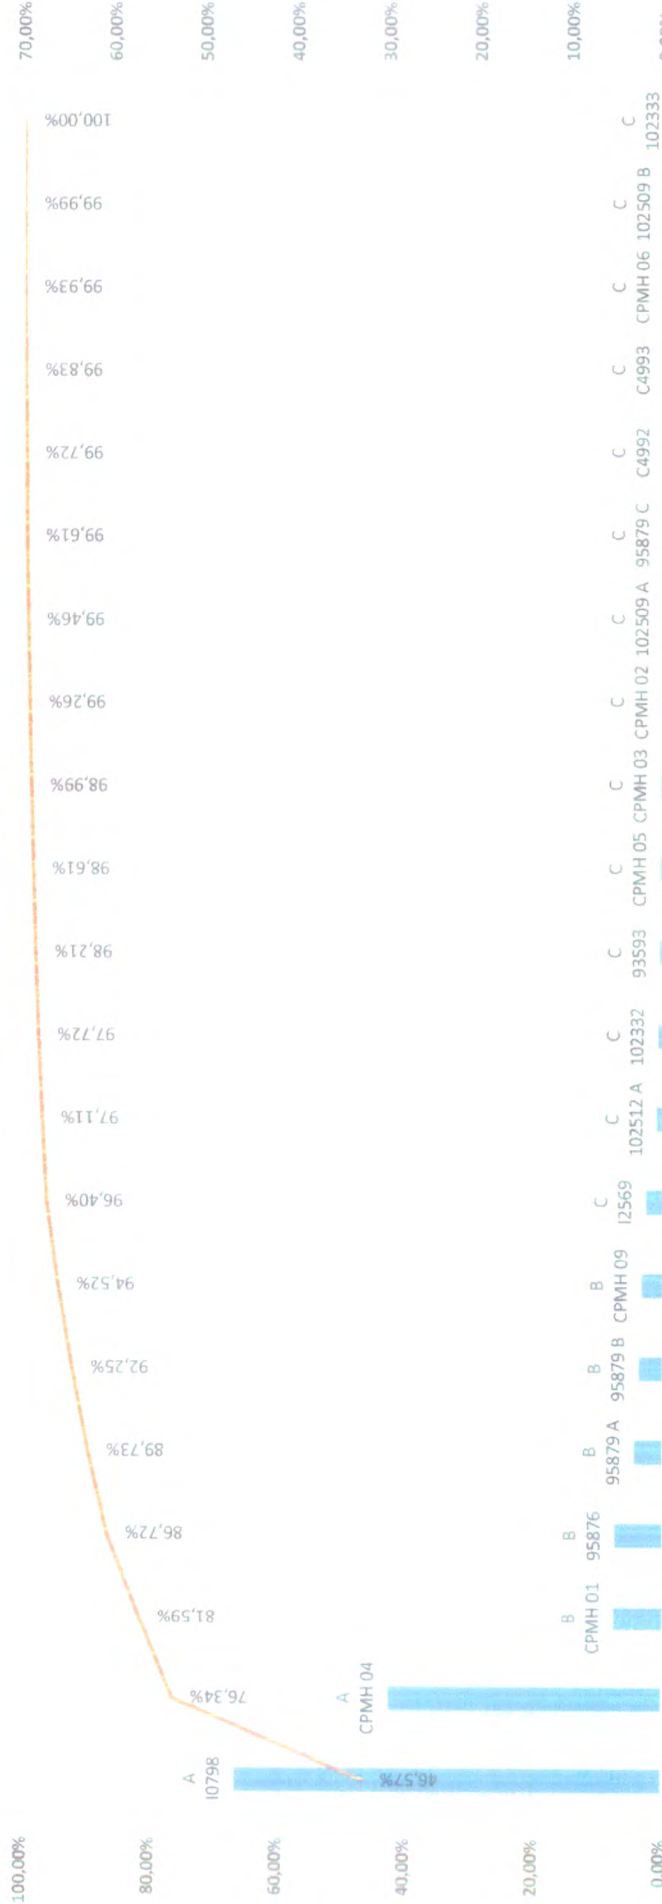 100,00%
80,00%
60,00%
40,00%
20,00%
0,00%
46,57%
76,34%
81,59%
86,72%
89,73%
92,25%
94,52%
96,40%
97,11%
97,72%
98,21%
98,61%
98,99%
99,26%
99,46%
99,61%
99,72%
99,83%
99,93%
99,99%
100,00%
A
I0798
A
CPMH 04
B
CPMH 01
B
95876
B
95879 A
B
95879 B
B
CPMH 09
C
I2569
C
102512 A
C
102332
C
93593
C
CPMH 05
C
CPMH 03
C
CPMH 02
C
102509 A
C
95879 C
C
C4992
C
C4993
C
CPMH 06
C
102509 B
C
102333
70,00%
60,00%
50,00%
40,00%
30,00%
20,00%
10,00%